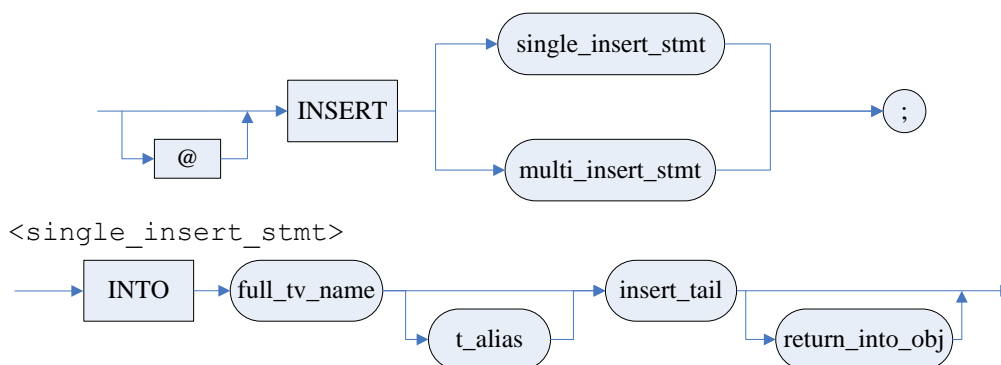 single_insert_stmt
INSERT
;
@
multi_insert_stmt
<single_insert_stmt>
INTO full_tv_name insert_tail
t_alias return_into_obj